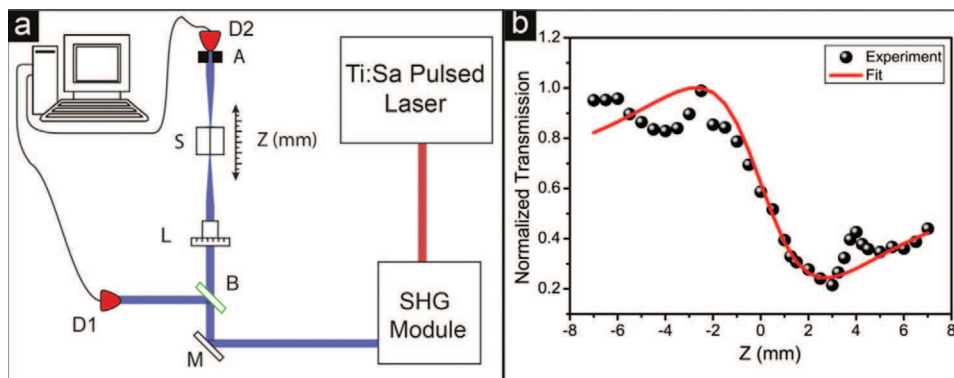 a
D2
A
Ti:Sa Pulsed
Laser
S
Z (mm)
L
B
D1
M
SHG
Module
b
Experiment
Fit
Normalized Transmission
1.2
1.0
0.8
0.6
0.4
0.2
-8 -6 -4 -2 0 2 4 6 8
Z (mm)